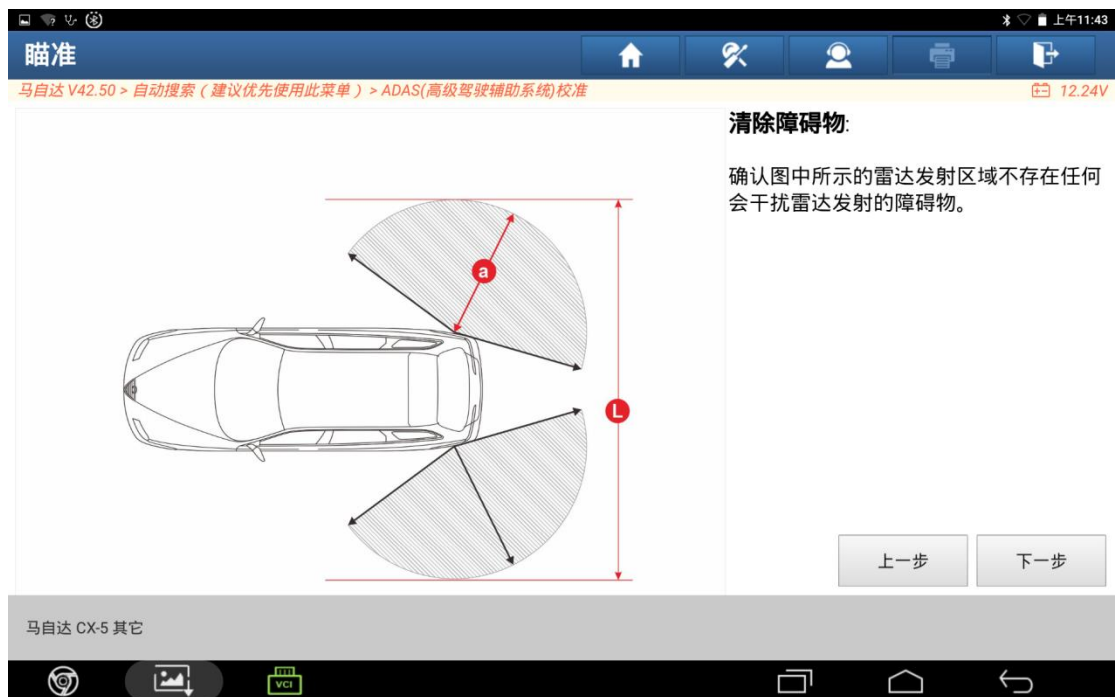 上午11:43
瞄准
马自达 V42.50 > 自动搜索（建议优先使用此菜单）> ADAS(高级驾驶辅助系统)校准
12.24V
清除障碍物:
确认图中所示的雷达发射区域不存在任何
会干扰雷达发射的障碍物。
a
L
上一步
下一步
马自达 CX-5 其它
VCI